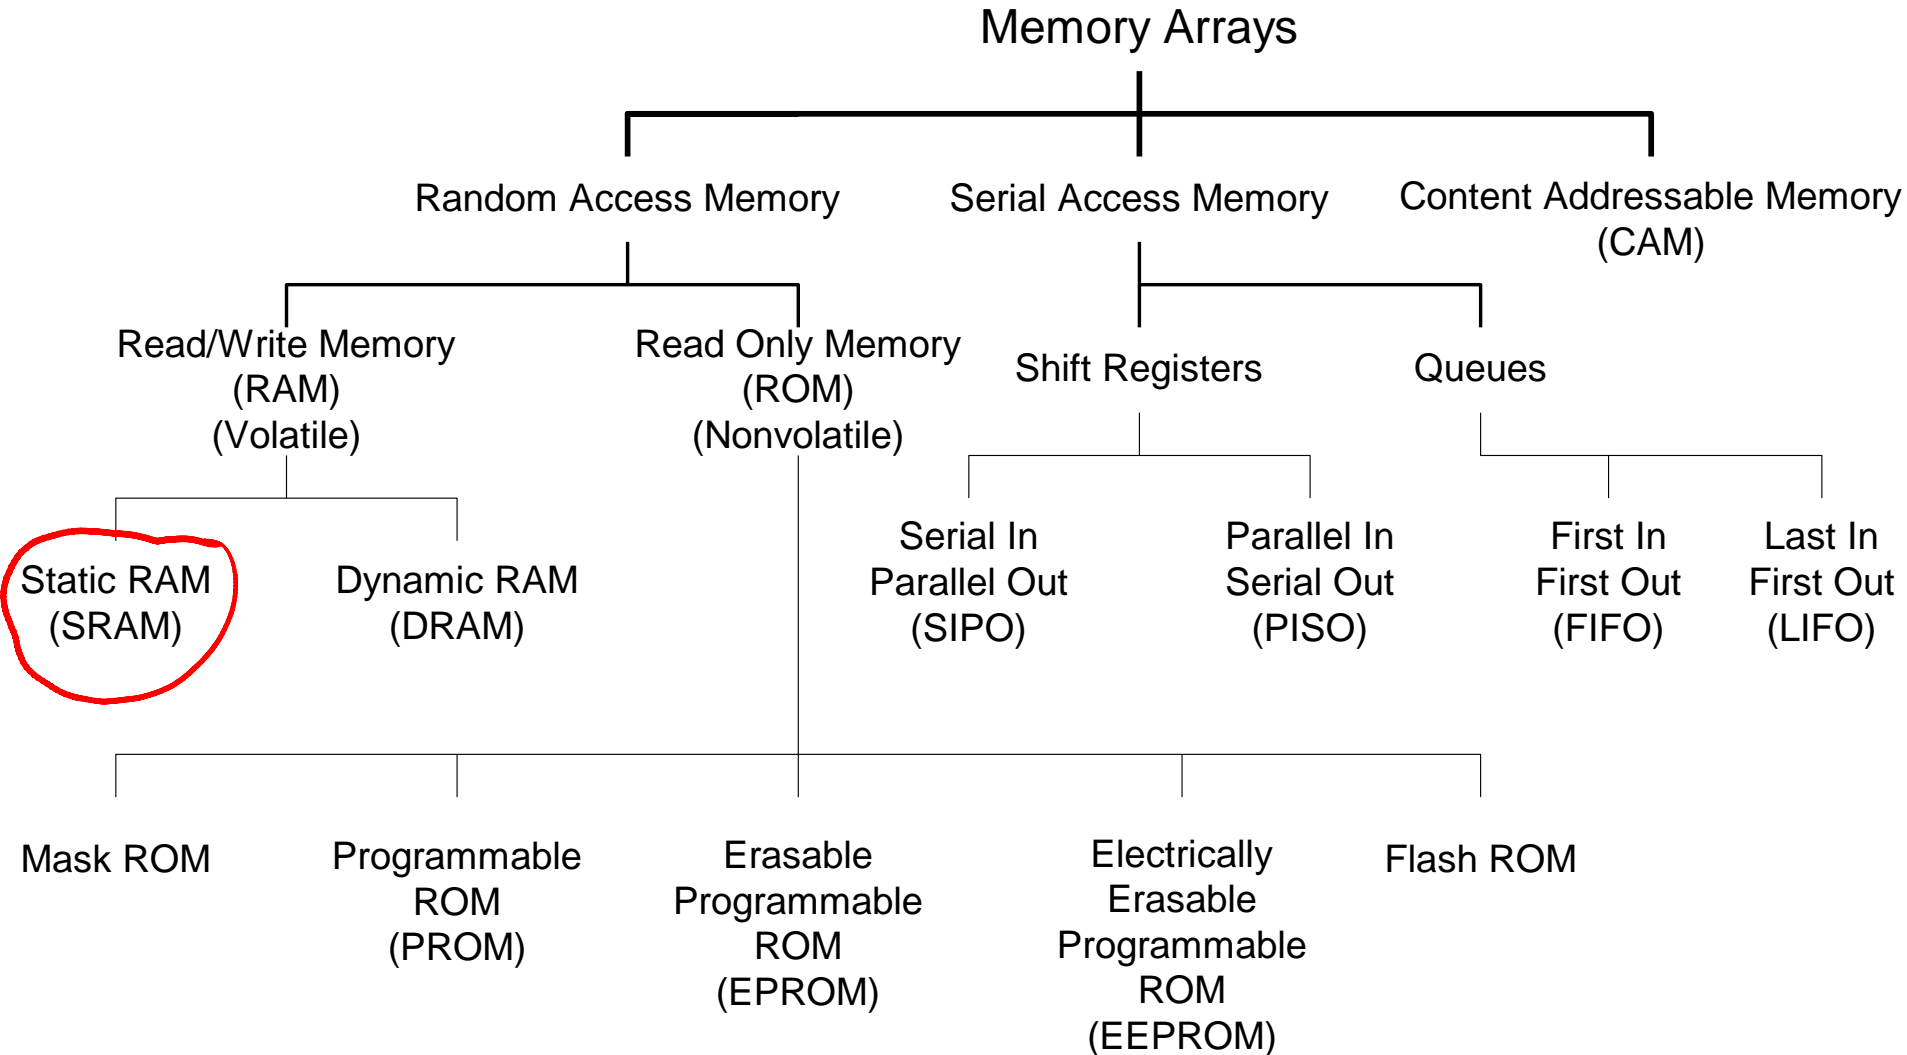 Memory Arrays
Random Access Memory
Serial Access Memory
Content Addressable Memory
(CAM)
Read/Write Memory
(RAM)
(Volatile)
Read Only Memory
(ROM)
(Nonvolatile)
Shift Registers
Queues
Static RAM
(SRAM)
Dynamic RAM
(DRAM)
Serial In
Parallel Out
(SIPO)
Parallel In
Serial Out
(PISO)
First In
First Out
(FIFO)
Last In
First Out
(LIFO)
Mask ROM
Programmable
ROM
(PROM)
Erasable
Programmable
ROM
(EPROM)
Electrically
Erasable
Programmable
ROM
(EEPROM)
Flash ROM